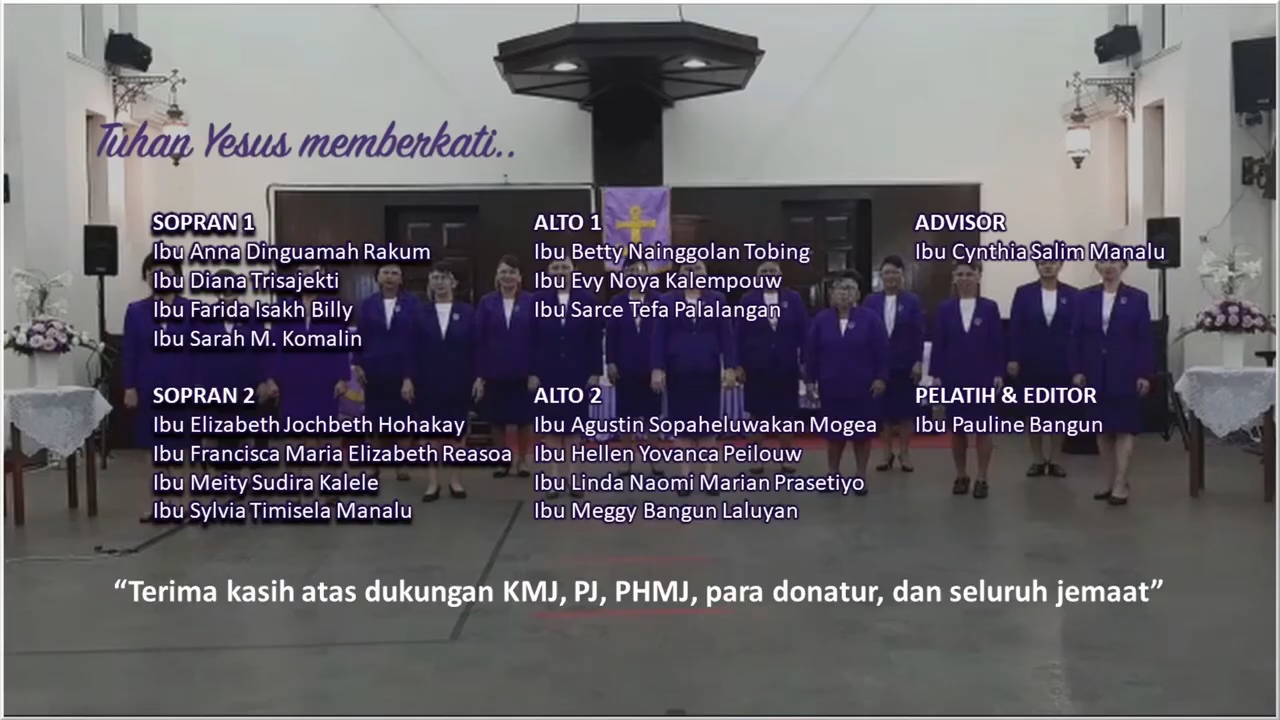 Tuhan Yesus memberkati..
SOPRAN 1
Ibu Anna Dinguamah Rakum
Ibu Diana Trisajekti
Ibu Farida Isakh Billy
Ibu Sarah M. Komalin
ALTO 1
Ibu Betty Nainggolan Tobing
Ibu Evy Noya Kalempouw
Ibu Sarce Tefa Palalangan
ADVISOR
Ibu Cynthia Salim Manalu
SOPRAN 2
Ibu Elizabeth Jochbeth Hohakay
Ibu Francisca Maria Elizabeth Reasoa
Ibu Meity Sudira Kalele
Ibu Sylvia Timisela Manalu
ALTO 2
Ibu Agustin Sopaheluwakan Mogea
Ibu Hellen Yovanca Peilouw
Ibu Linda Naomi Marian Prasetiyo
Ibu Meggy Bangun Laluyan
PELATIH & EDITOR
Ibu Pauline Bangun
“Terima kasih atas dukungan KMJ, PJ, PHMJ, para donatur, dan seluruh jemaat”